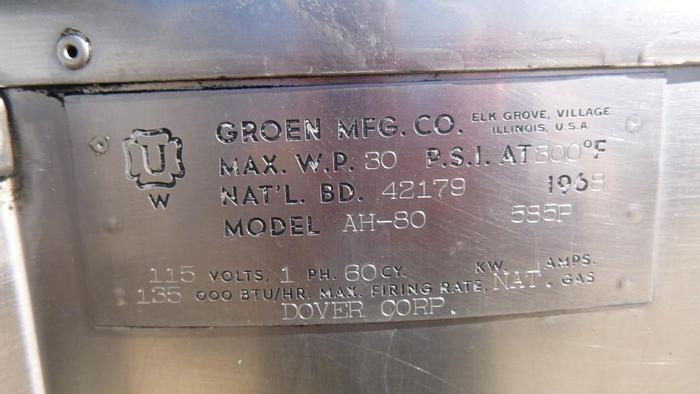 GROEN MFG. CO. ELK GROVE, VILLAGE
ILLINOIS, U.S.A.
U
W
MAX. W.P. 30 P.S.I. AT 300°F
NAT'L. BD. 42179 1968
MODEL AH-80 585P
115 VOLTS. 1 PH. 60 CY. KW 1 AMPS.
135 000 BTU/HR. MAX. FIRING RATE, NAT. GAS
DOVER CORP.